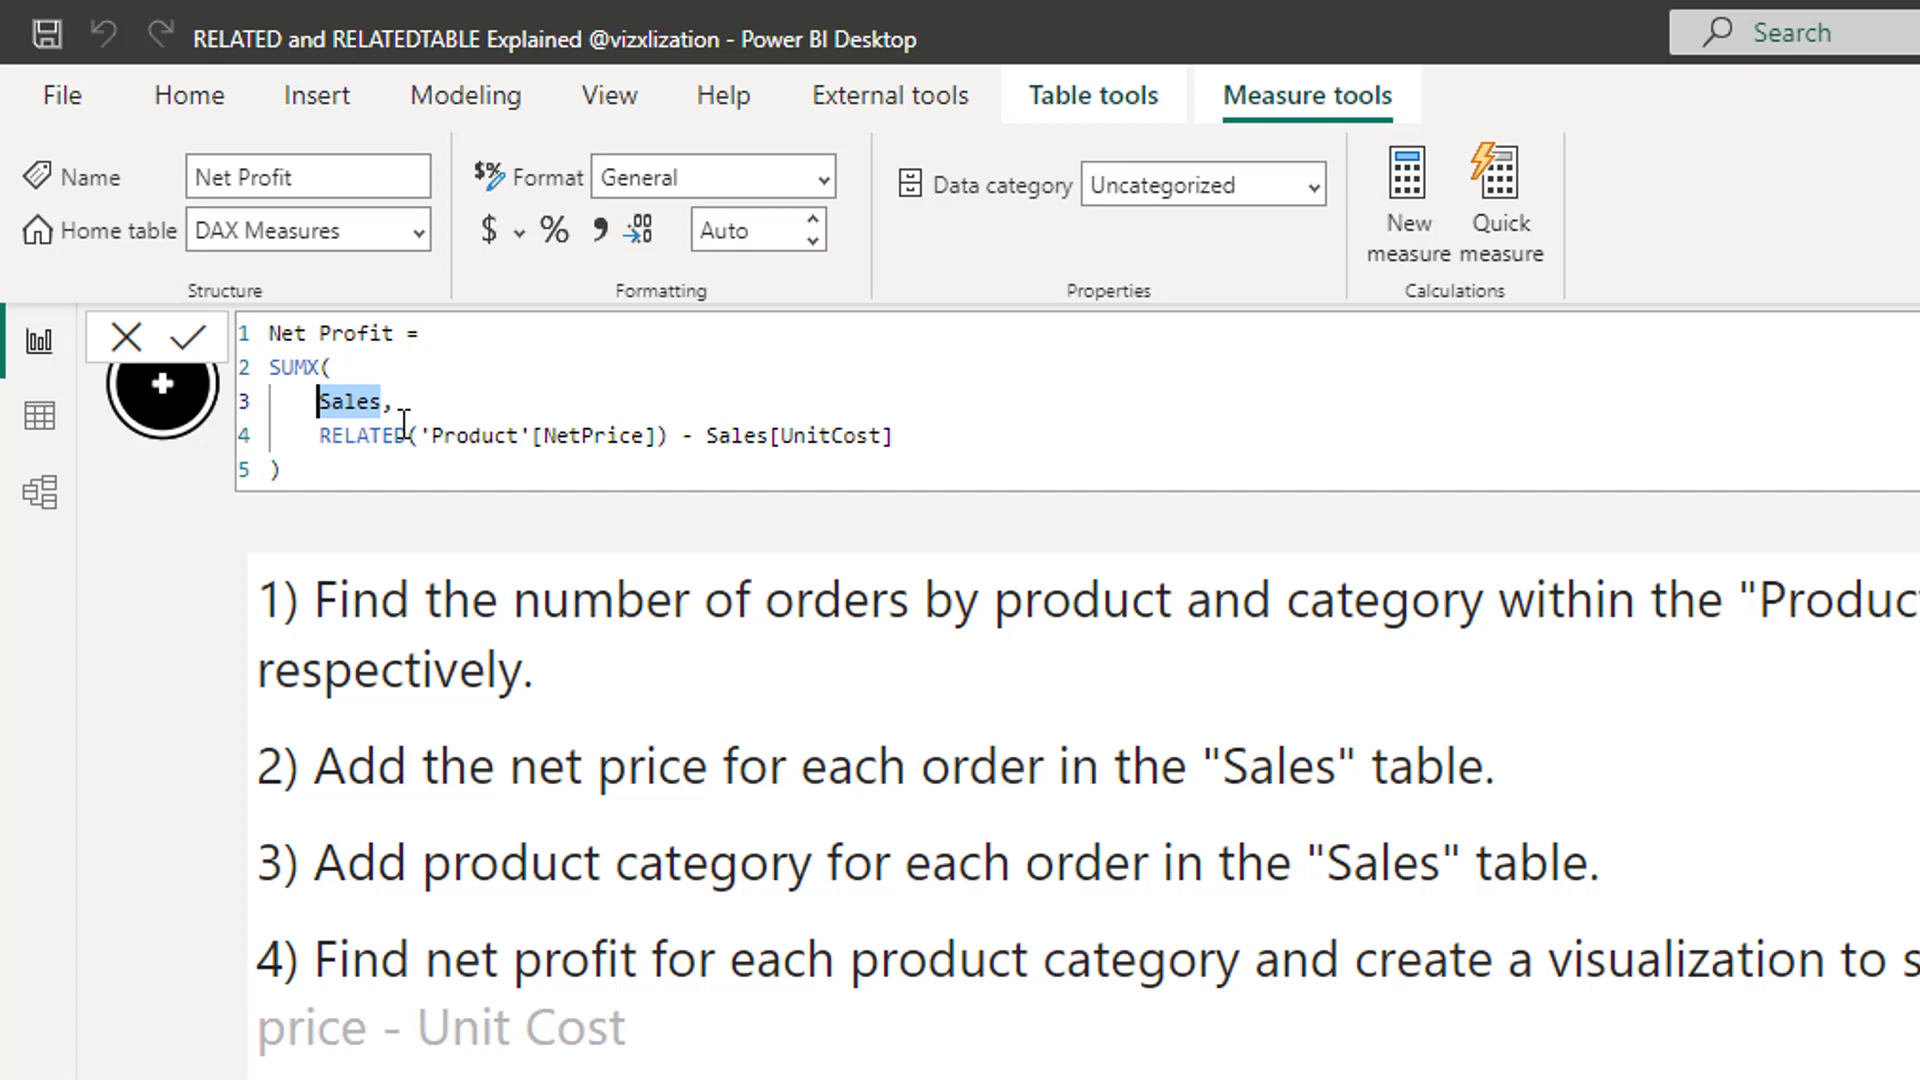 RELATED and RELATEDTABLE Explained @vizxlization - Power BI Desktop
Search
File Home Insert Modeling View Help External tools Table tools Measure tools
Name Net Profit
Home table DAX Measures
Structure
$% Format General
$ % , .00 .0
Auto
Formatting
Data category Uncategorized
Properties
New measure
Quick measure
Calculations
1 Net Profit =
2 SUMX(
3 Sales,
4 RELATED('Product'[NetPrice]) - Sales[UnitCost]
5 )
1) Find the number of orders by product and category within the "Produc
respectively.
2) Add the net price for each order in the "Sales" table.
3) Add product category for each order in the "Sales" table.
4) Find net profit for each product category and create a visualization to s
price - Unit Cost